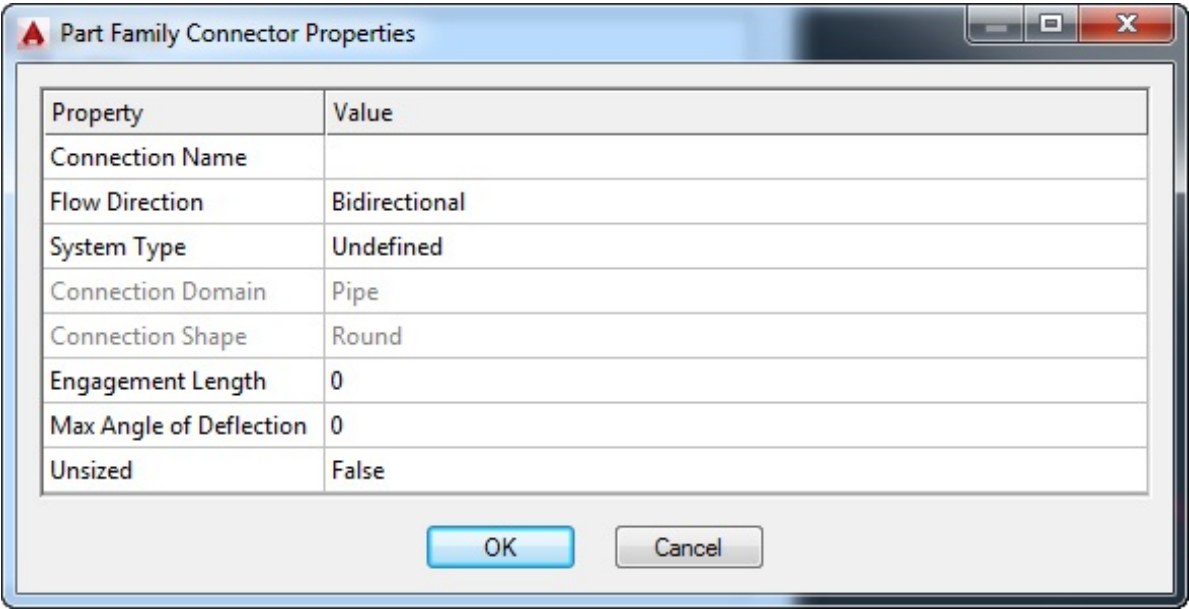 Part Family Connector Properties
Property Value
Connection Name
Flow Direction Bidirectional
System Type Undefined
Connection Domain Pipe
Connection Shape Round
Engagement Length 0
Max Angle of Deflection 0
Unsized False
OK Cancel